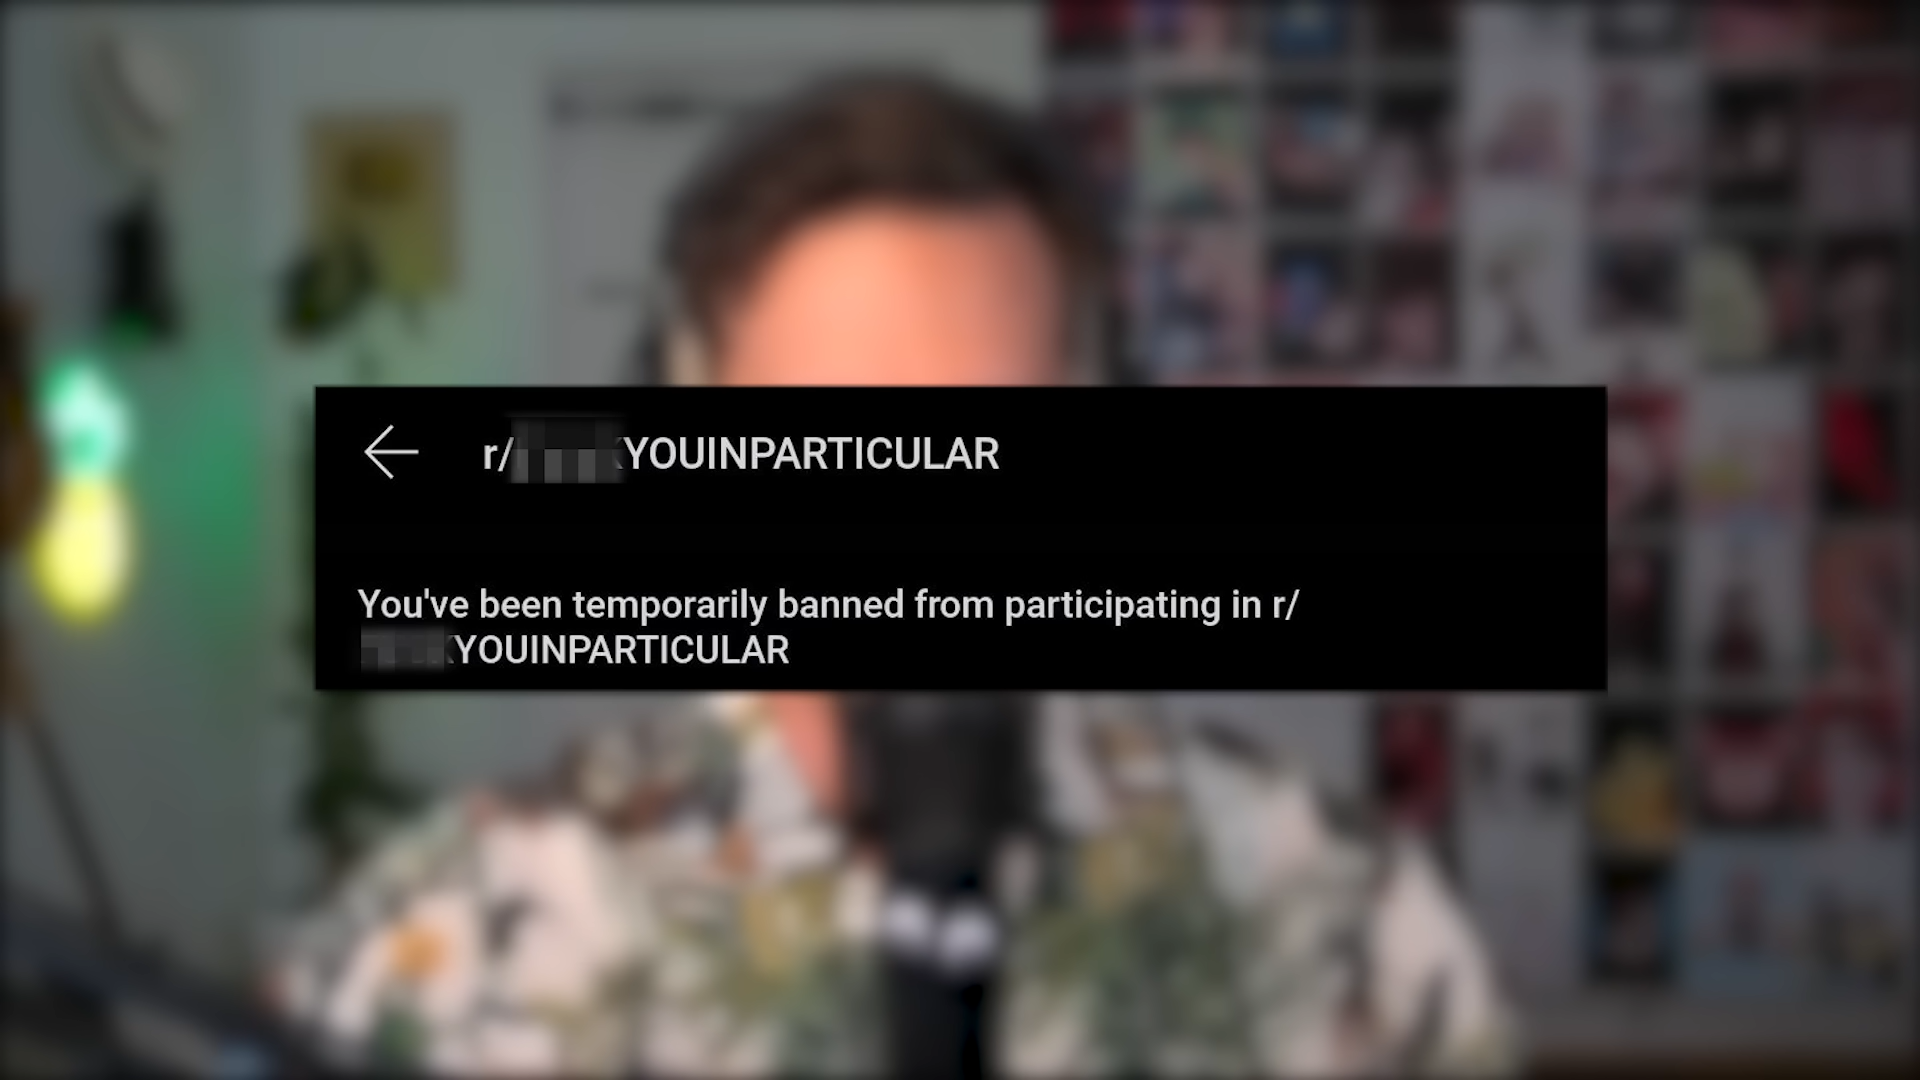 r/ YOUINPARTICULAR
You've been temporarily banned from participating in r/
YOUINPARTICULAR